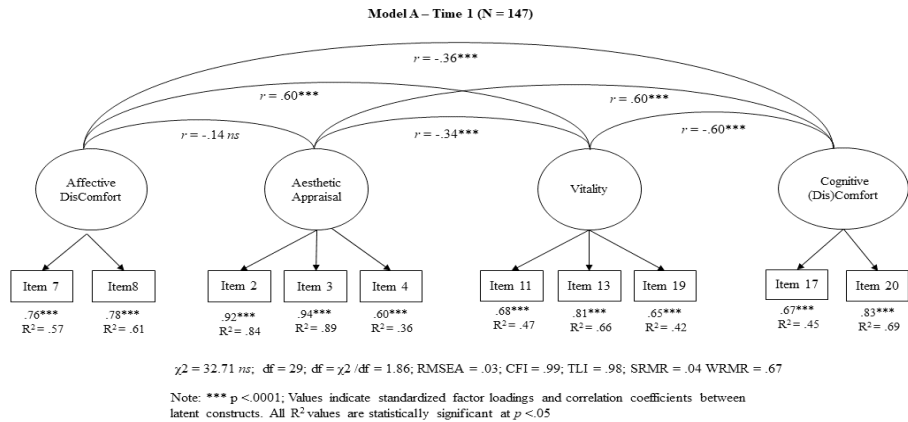 Model A – Time 1 (N = 147)
r = -.36***
r = .60***
r = .60***
r = -.14 ns
r = -.34***
r = -.60***
Affective
DisComfort
Aesthetic
Appraisal
Vitality
Cognitive
(Dis)Comfort
Item 7
Item8
Item 2
Item 3
Item 4
Item 11
Item 13
Item 19
Item 17
Item 20
.76***
R² = .57
.78***
R² = .61
.92***
R² = .84
.94***
R² = .89
.60***
R² = .36
.68***
R² = .47
.81***
R² = .66
.65***
R² = .42
.67***
R² = .45
.83***
R² = .69
χ2 = 32.71 ns; df = 29; df = χ2 /df = 1.86; RMSEA = .03; CFI = .99; TLI = .98; SRMR = .04 WRMR = .67
Note: *** p <.0001; Values indicate standardized factor loadings and correlation coefficients between
latent constructs. All R² values are statistically significant at p <.05